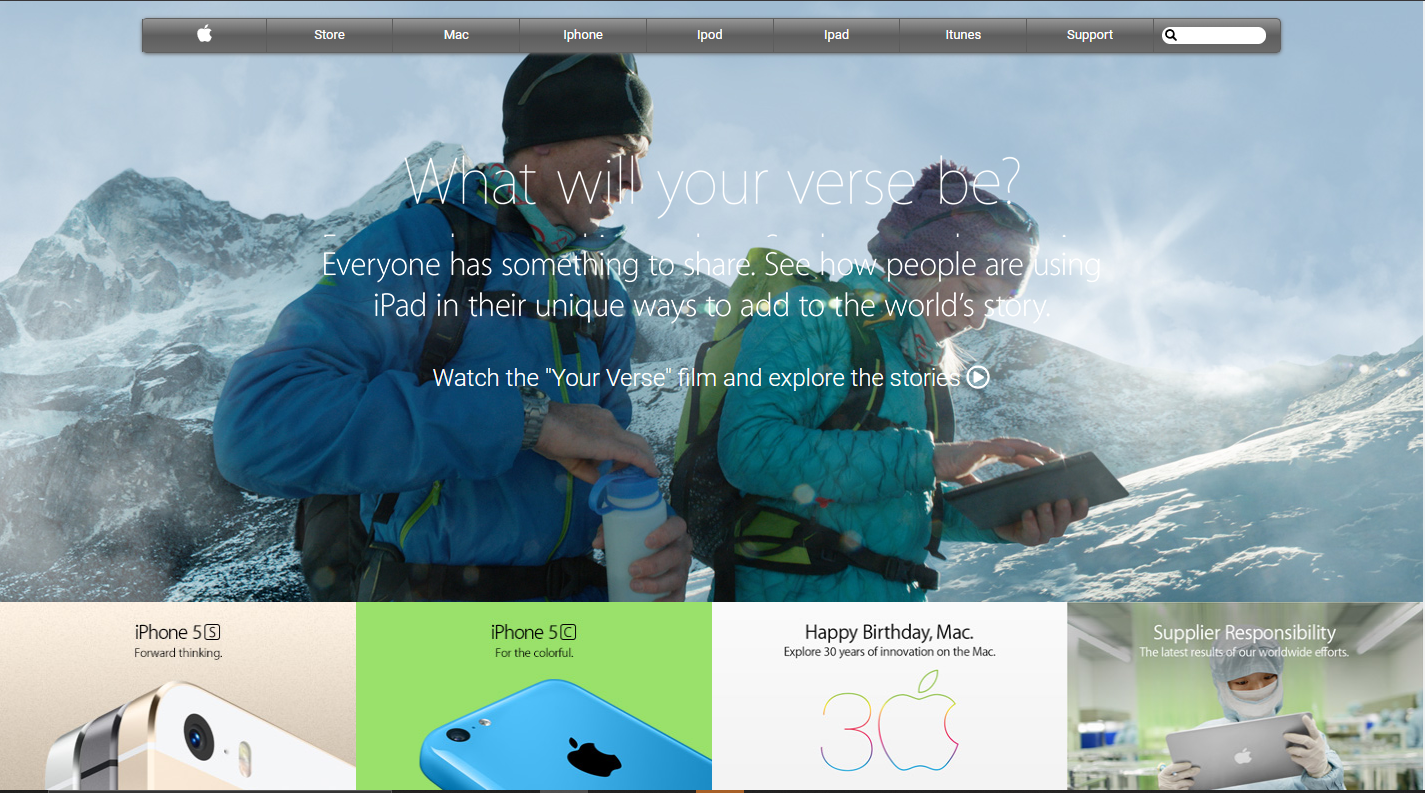 Store Mac Iphone Ipod Ipad Itunes Support
What will your verse be?
Everyone has something to share. See how people are using
iPad in their unique ways to add to the world's story.
Watch the "Your Verse" film and explore the stories
iPhone 5S
Forward thinking.
iPhone 5C
For the colorful.
Happy Birthday, Mac.
Explore 30 years of innovation on the Mac.
30
Supplier Responsibility
The latest results of our worldwide efforts.